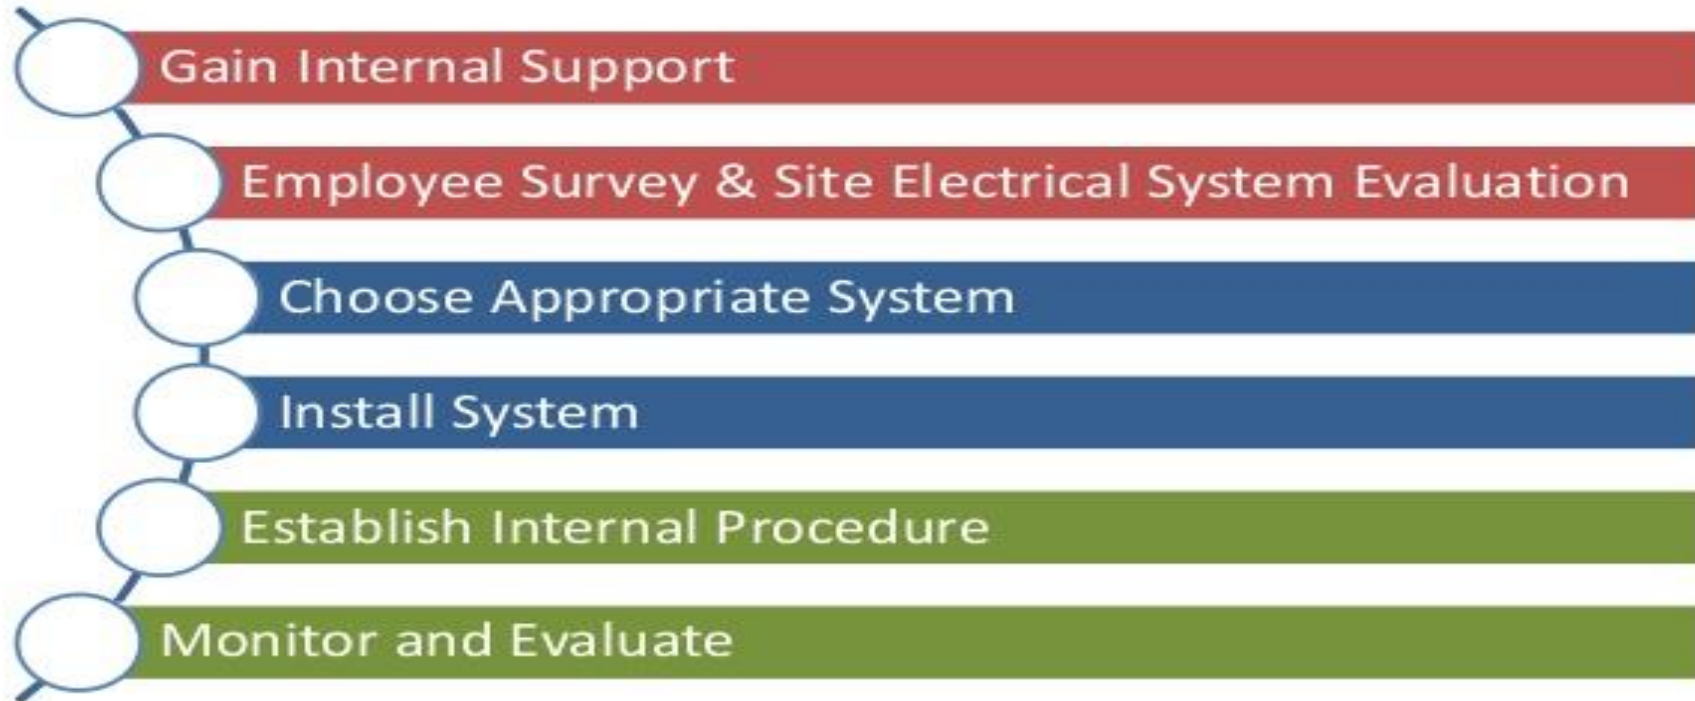 Gain Internal Support
Employee Survey & Site Electrical System Evaluation
Choose Appropriate System
Install System
Establish Internal Procedure
Monitor and Evaluate